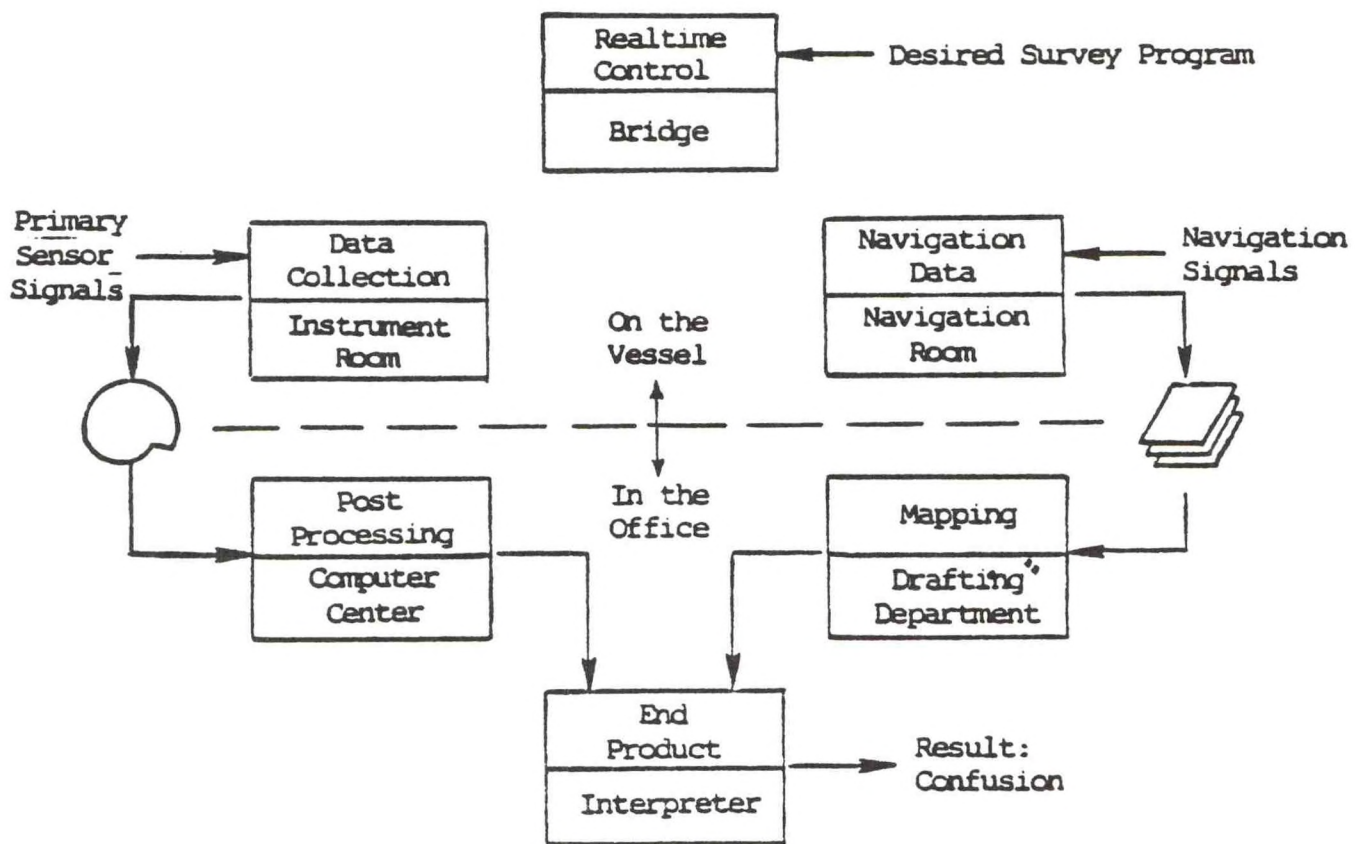 Realtime
Control
Desired Survey Program
Bridge
Primary
Sensor
Signals
Data
Collection
Instrument
Room
On the
Vessel
Navigation
Data
Navigation
Room
Navigation
Signals
Post
Processing
Computer
Center
In the
Office
Mapping
Drafting
Department
End
Product
Interpreter
Result:
Confusion